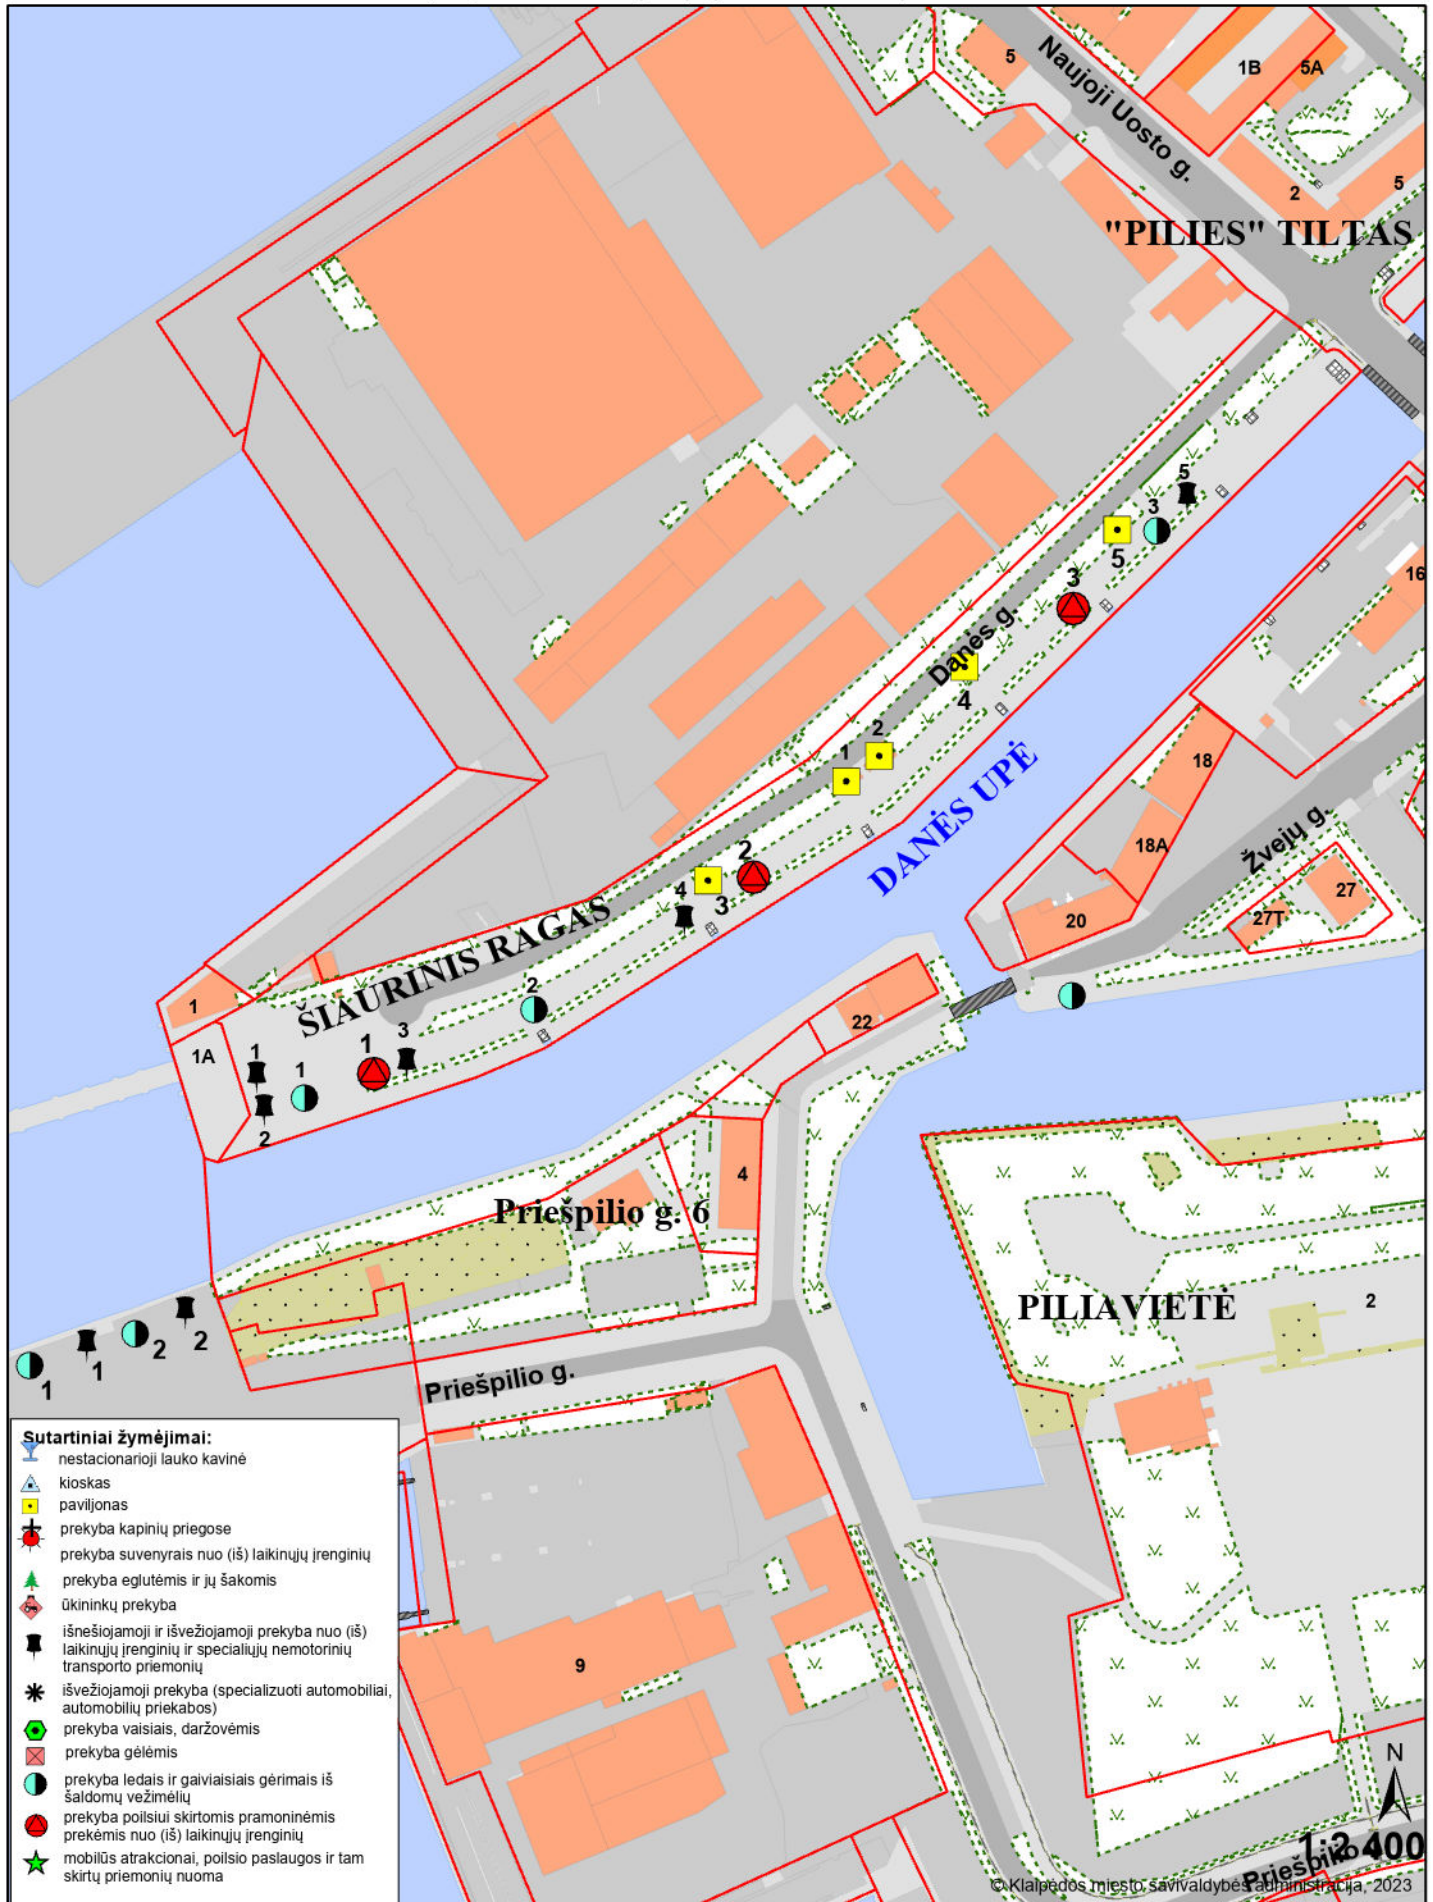 5
Naujoji Uosto g.
1B
5A
2
5
"PILIES" TILTAS
5
3
5
3
16
Danės g.
4
2
1
18
DANĖS UPĖ
18A
Žvejų g.
2
4
3
27
27T
20
ŠIAURINIS RAGAS
2
1
22
1A
1
1
1
3
2
4
Priešpilio g. 6
PILIAVIETĖ
2
2
2
1
1
Priešpilio g.
Sutartiniai žymėjimai:
nestacionarioji lauko kavinė
kioskas
paviljonas
prekyba kapinių priegose
prekyba suvenyrais nuo (iš) laikinųjų įrenginių
prekyba eglutėmis ir jų šakomis
ūkininkų prekyba
išnešiojamoji ir išvežiojamoji prekyba nuo (iš)
laikinųjų įrenginių ir specialiųjų nemotorinių
transporto priemonių
išvežiojamoji prekyba (specializuoti automobiliai,
automobilių priekabos)
prekyba vaisiais, daržovėmis
prekyba gėlėmis
prekyba ledais ir gaiviaisiais gėrimais iš
šaldomų vežimėlių
prekyba poilsiui skirtomis pramoninėmis
prekėmis nuo (iš) laikinųjų įrenginių
mobilūs atrakcionai, poilsio paslaugos ir tam
skirtų priemonių nuoma
9
N
1:2 400
Priešpilio
© Klaipėdos miesto savivaldybės administracija, 2023